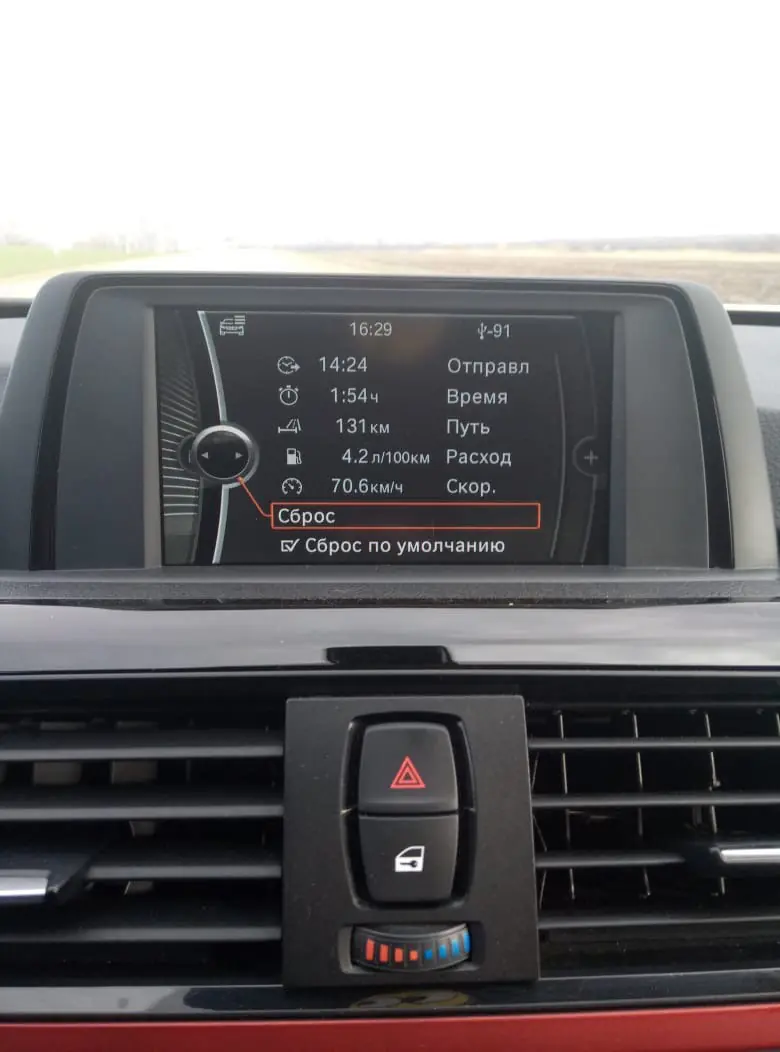 16:29 -91
14:24 Отправл
1:54ч Время
131км Путь
4.2 л/100км Расход
70.6км/ч Скор.
Сброс
Сброс по умолчанию